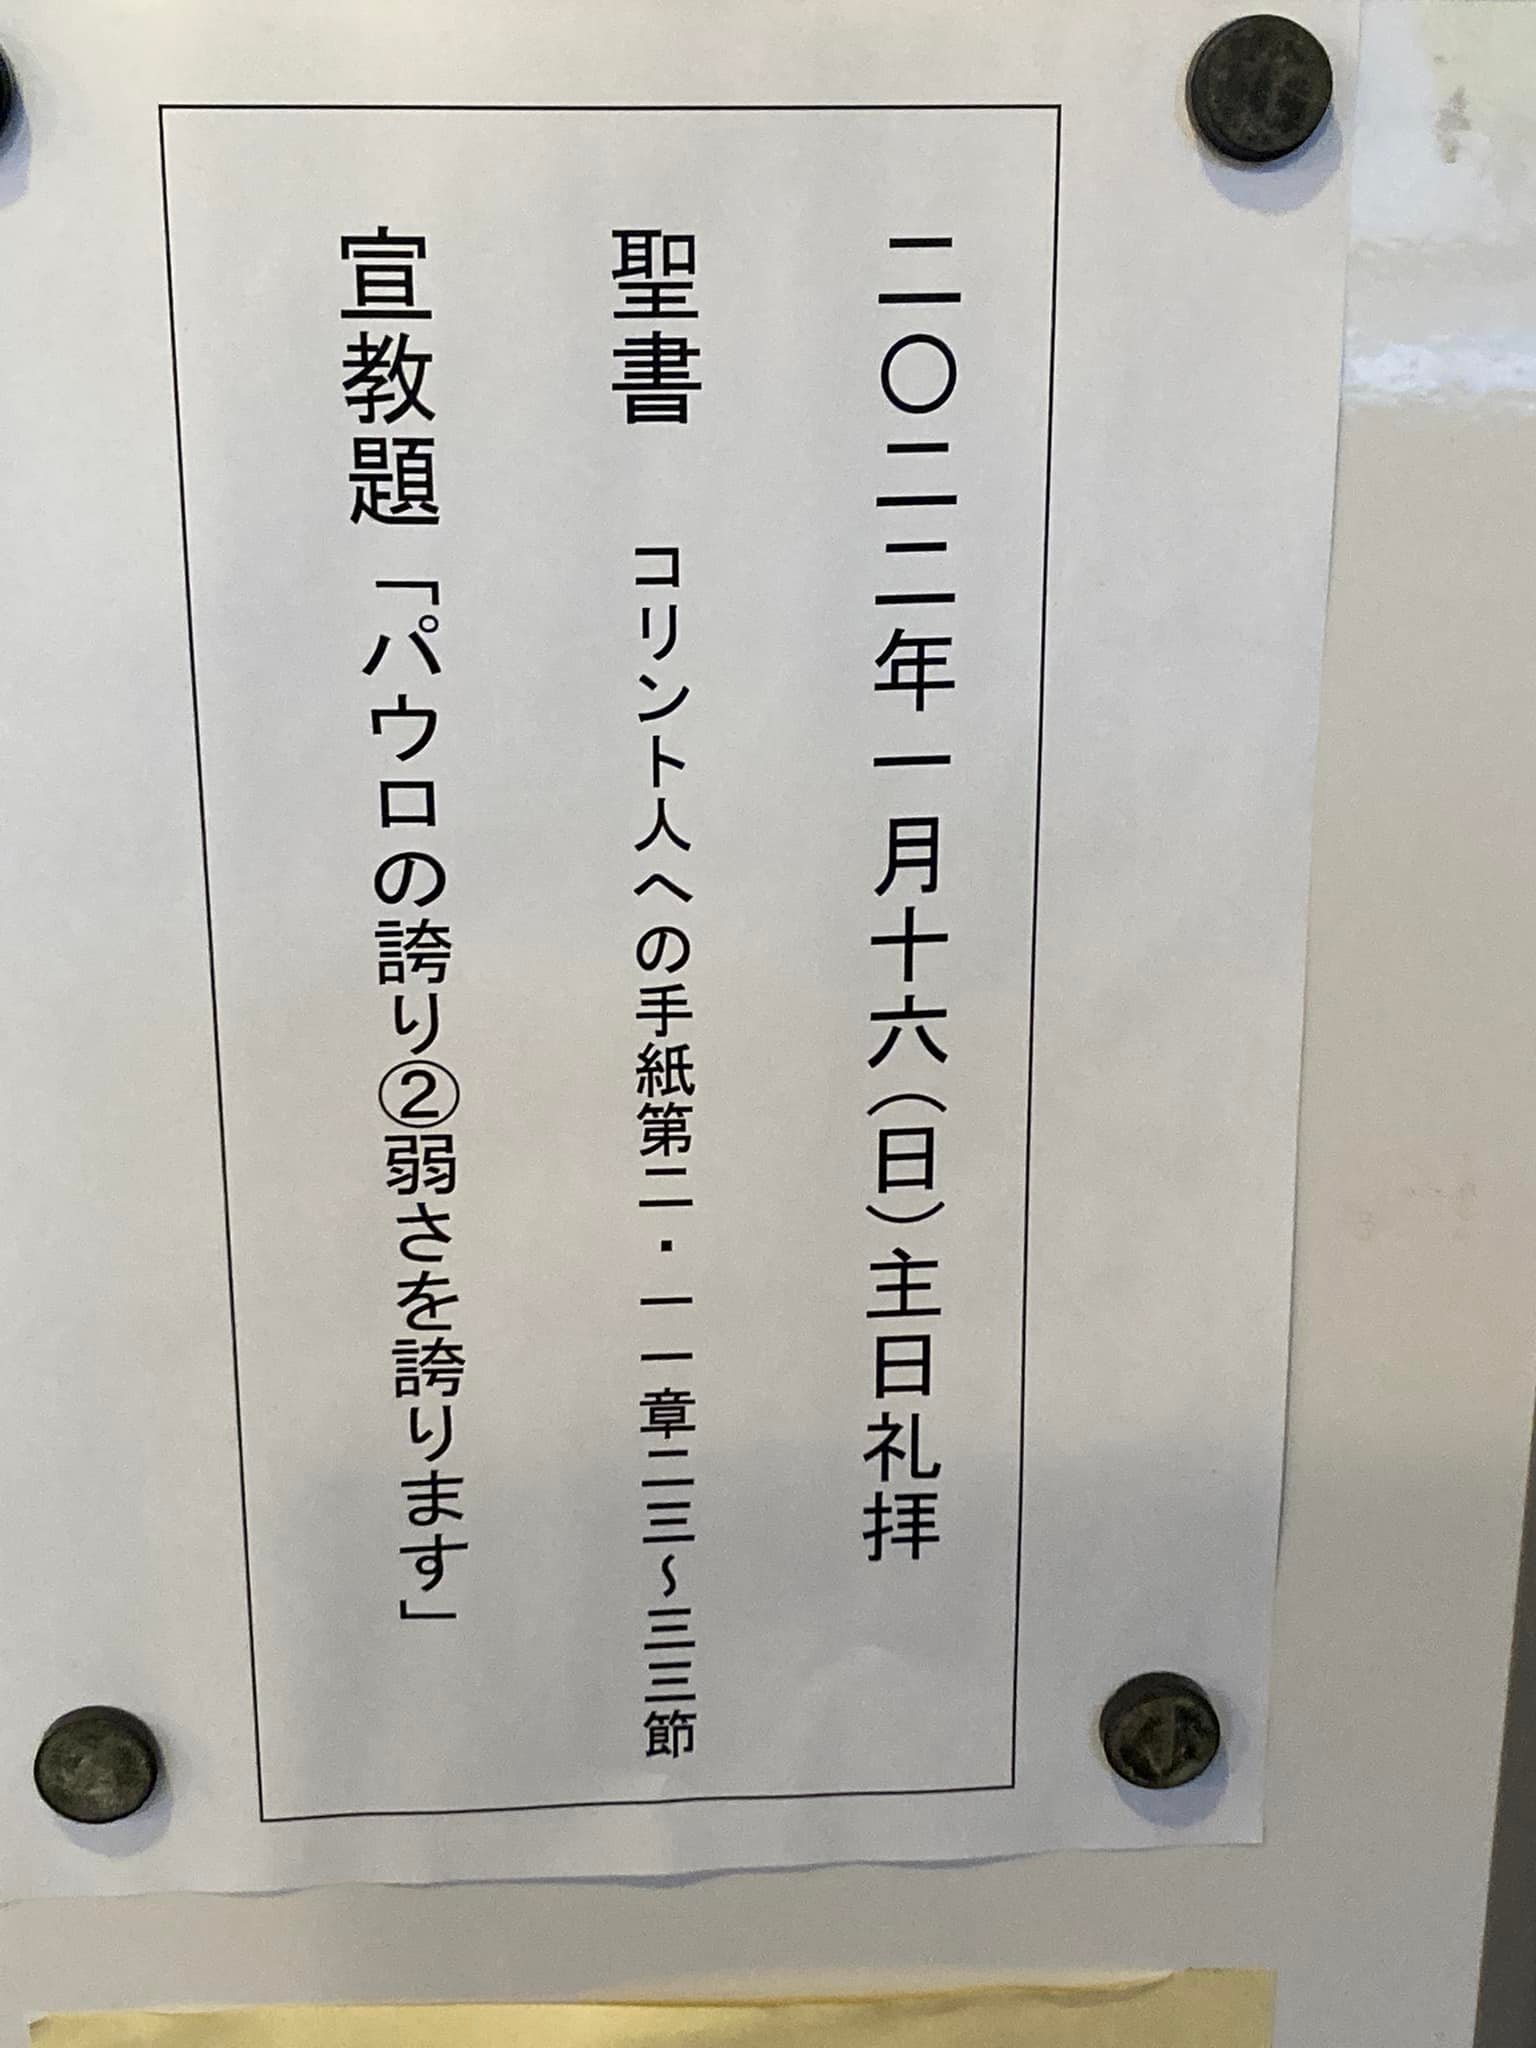 二〇二二年一月十六(日)主日礼拝
聖書 コリント人への手紙第二・一一章二三～三三節
宣教題「パウロの誇り②弱さを誇ります」